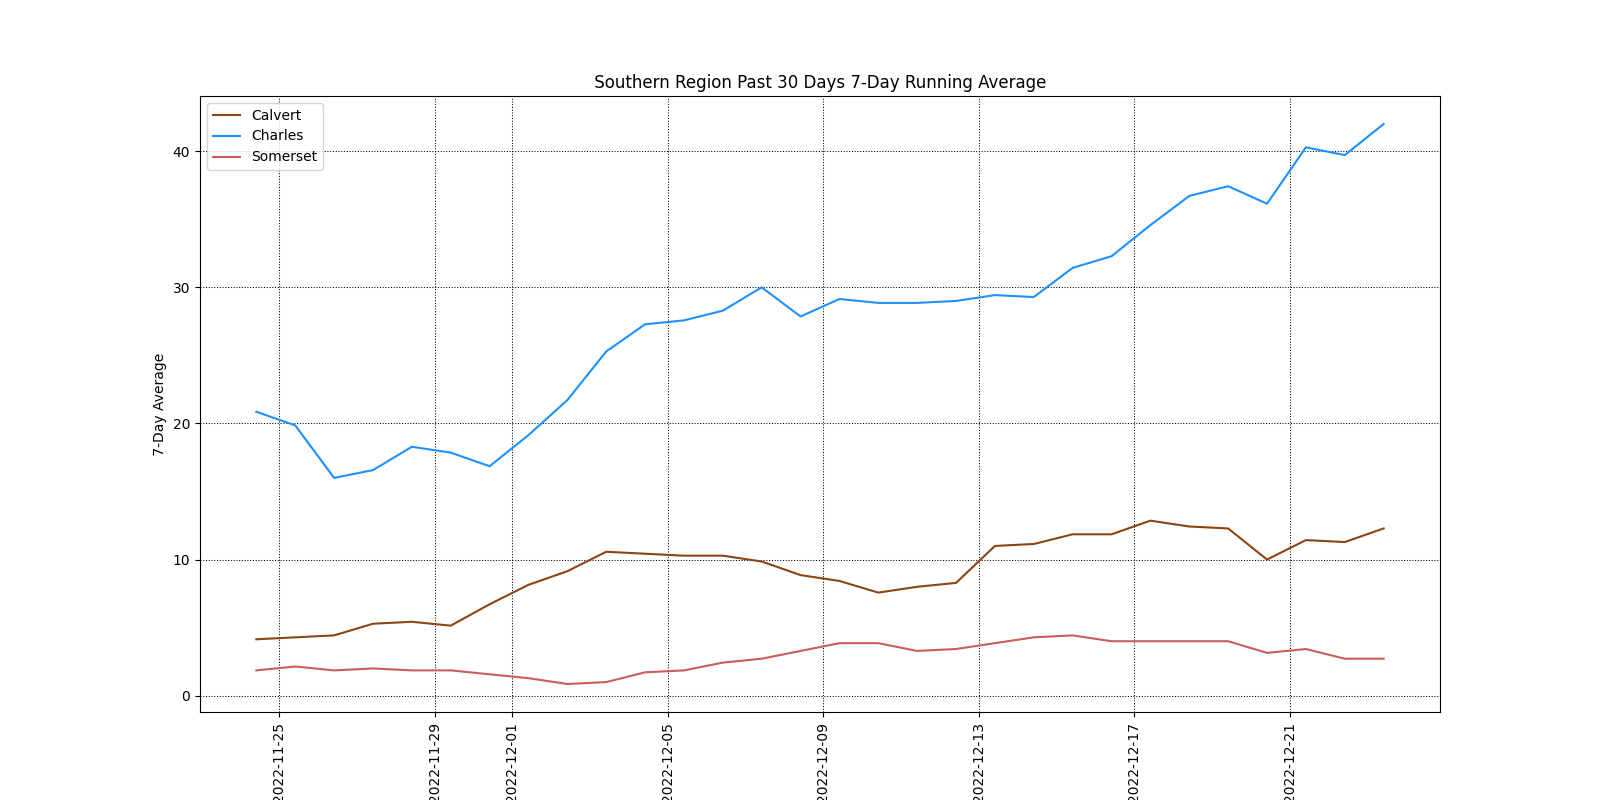 Southern Region Past 30 Days 7-Day Running Average
Calvert
Charles
Somerset
7-Day Average
40
30
20
10
0
2022-11-25
2022-11-29
2022-12-01
2022-12-05
2022-12-09
2022-12-13
2022-12-17
2022-12-21